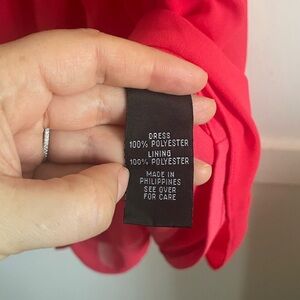 DRESS
100% POLYESTER
LINING
100% POLYESTER
MADE IN
PHILIPPINES
SEE OVER
FOR CARE